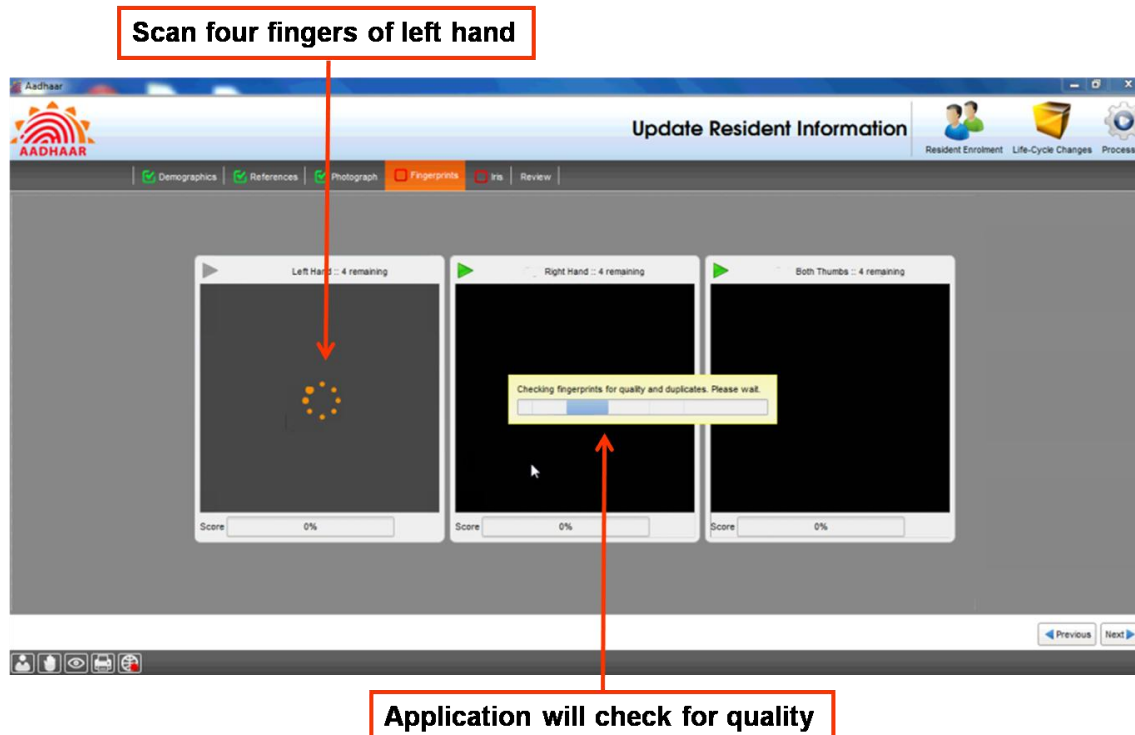 Scan four fingers of left hand
Aadhaar
AADHAAR
Update Resident Information
Resident Enrolment
Life-Cycle Changes
Process
Demographics
References
Photograph
Fingerprints
Iris
Review
Left Hand :: 4 remaining
Right Hand :: 4 remaining
Both Thumbs :: 4 remaining
Checking fingerprints for quality and duplicates. Please wait.
Score 0%
Score 0%
Score 0%
Previous
Next
Application will check for quality